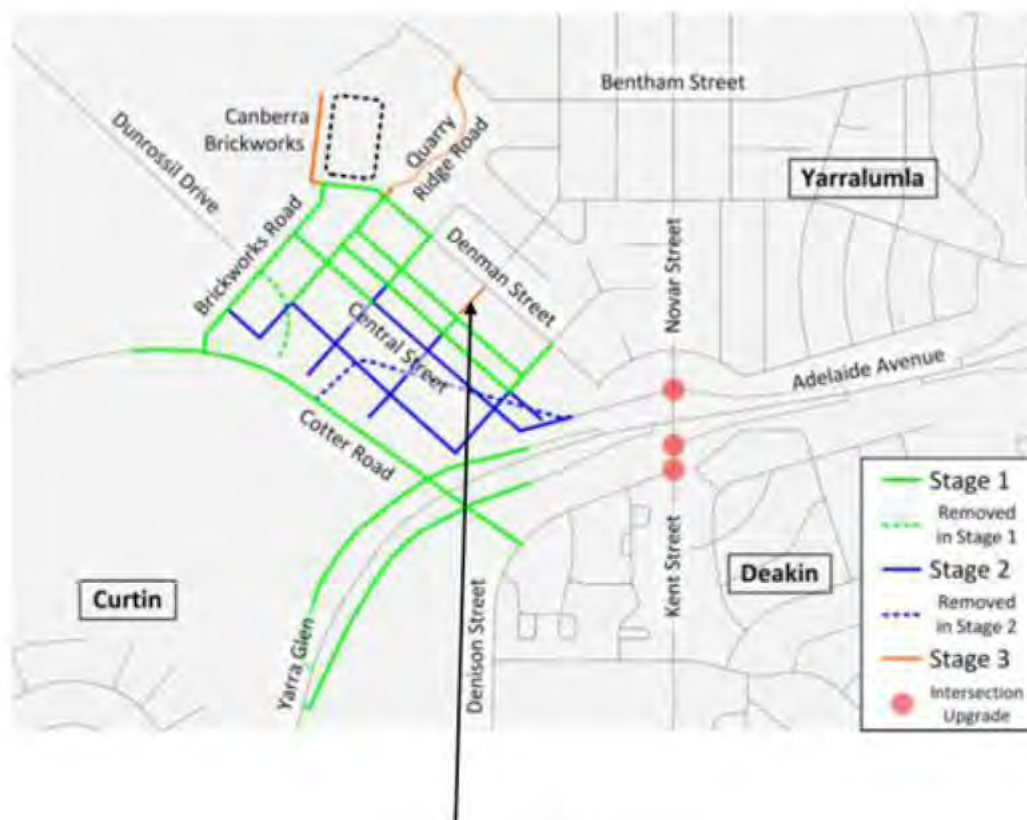 Bentham Street
Canberra
Brickworks
Quarry
Ridge Road
Dunrossil Drive
Yarralumla
Brickworks Road
Denman Street
Novar Street
Central Street
Adelaide Avenue
Cotter Road
Stage 1
Removed
in Stage 1
Stage 2
Removed
in Stage 2
Stage 3
Intersection
Upgrade
Curtin
Deakin
Kent Street
Yarra Glen
Denison Street